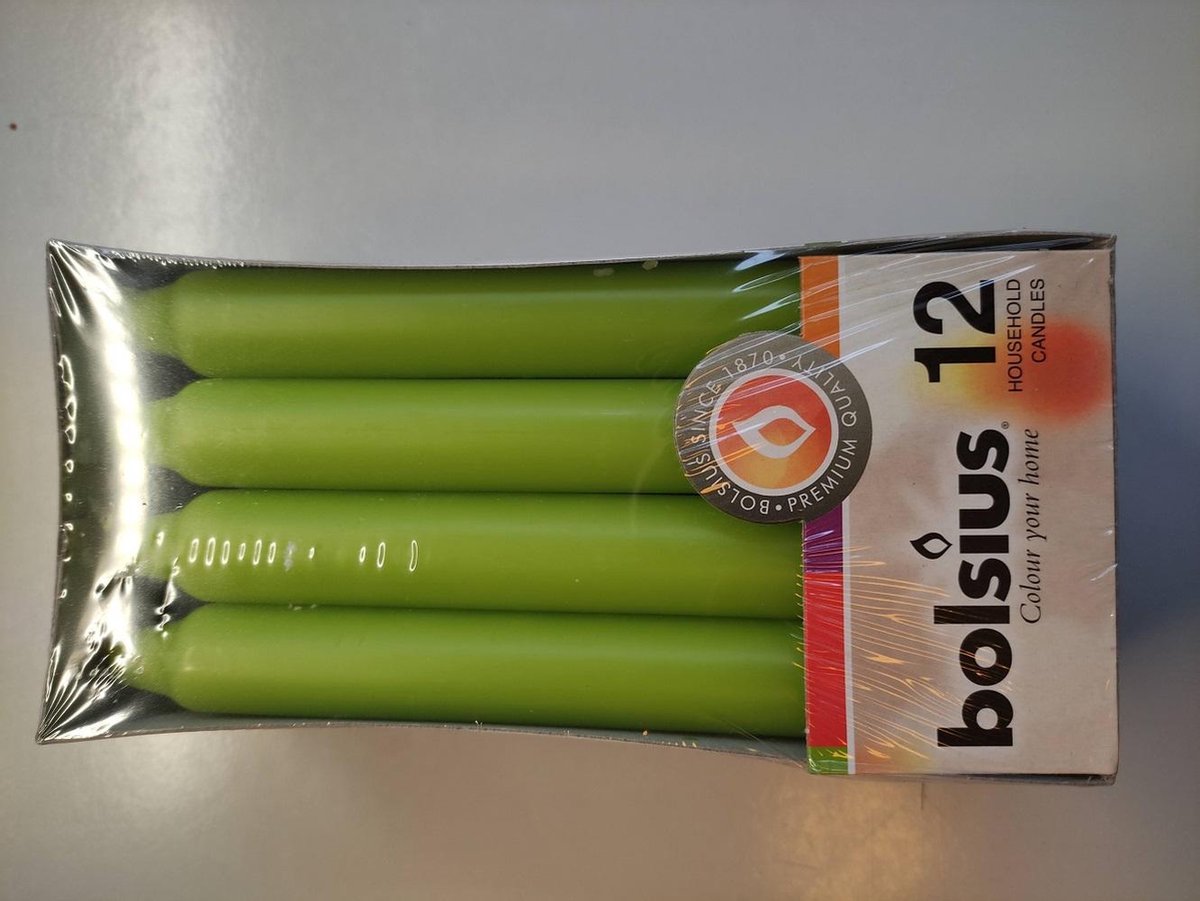 bolsius®
Colour your home
12
HOUSEHOLD
CANDLES
BOLSIUS SINCE 1870 • PREMIUM QUALITY •